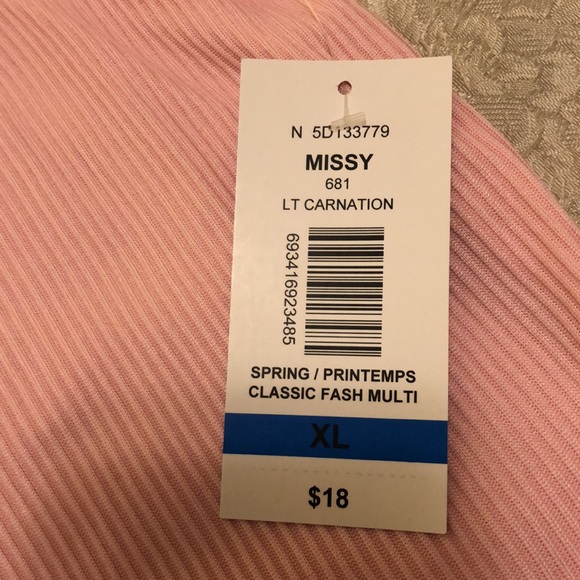 N 5D133779
MISSY
681
LT CARNATION
693416923485
SPRING / PRINTEMPS
CLASSIC FASH MULTI
XL
$18